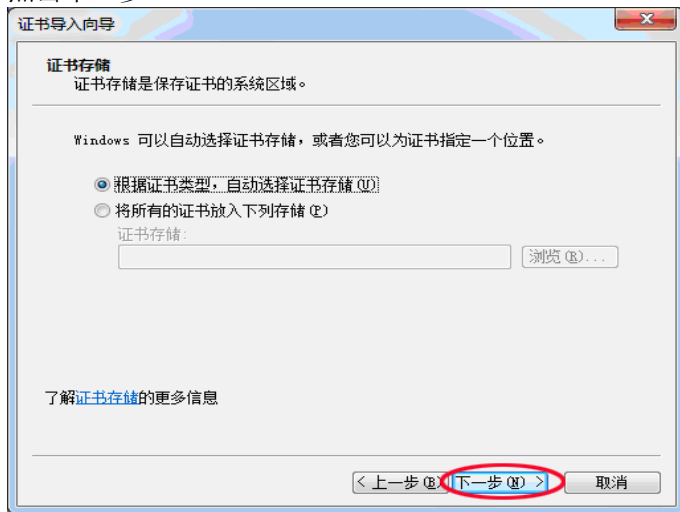 证书导入向导
证书存储
证书存储是保存证书的系统区域。
Windows 可以自动选择证书存储，或者您可以为证书指定一个位置。
根据证书类型，自动选择证书存储(U)
将所有的证书放入下列存储(P)
证书存储:
浏览(R)...
了解证书存储的更多信息
<上一步(B) 下一步(N) > 取消